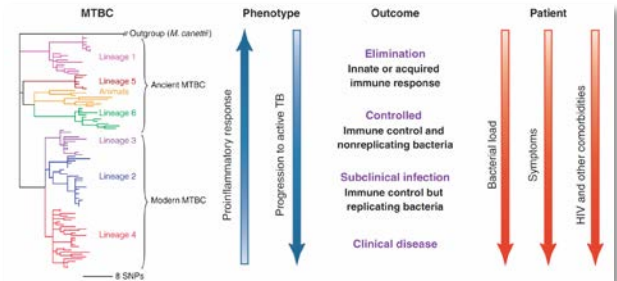 MTBC
Phenotype
Outcome
Patient
Outgroup (M. canettii)
Lineage 1
Lineage 5
Animals
Lineage 6
Ancient MTBC
Lineage 3
Lineage 2
Lineage 4
Modern MTBC
8 SNPs
Proinflammatory response
Progression to active TB
Elimination
Innate or acquired
immune response
Controlled
Immune control and
nonreplicating bacteria
Subclinical infection
Immune control but
replicating bacteria
Clinical disease
Bacterial load
Symptoms
HIV and other comorbidities